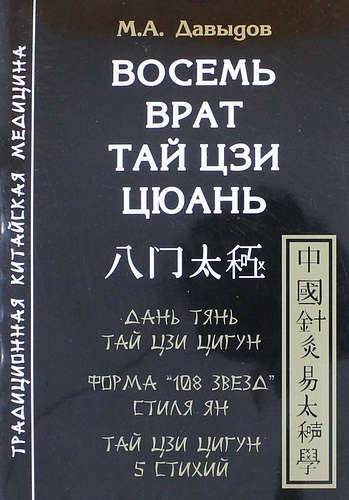 М.А. Давыдов
ВОСЕМЬ
ВРАТ
ТАЙ ЦЗИ
ЦЮАНЬ
八门太極
ДАНЬ ТЯНЬ
ТАЙ ЦЗИ ЦИГУН
ФОРМА "108 ЗВЕЗД"
СТИЛЯ ЯН
ТАЙ ЦЗИ ЦИГУН
5 СТИХИЙ
中國針灸易太極學
ТРАДИЦИОННАЯ КИТАЙСКАЯ МЕДИЦИНА